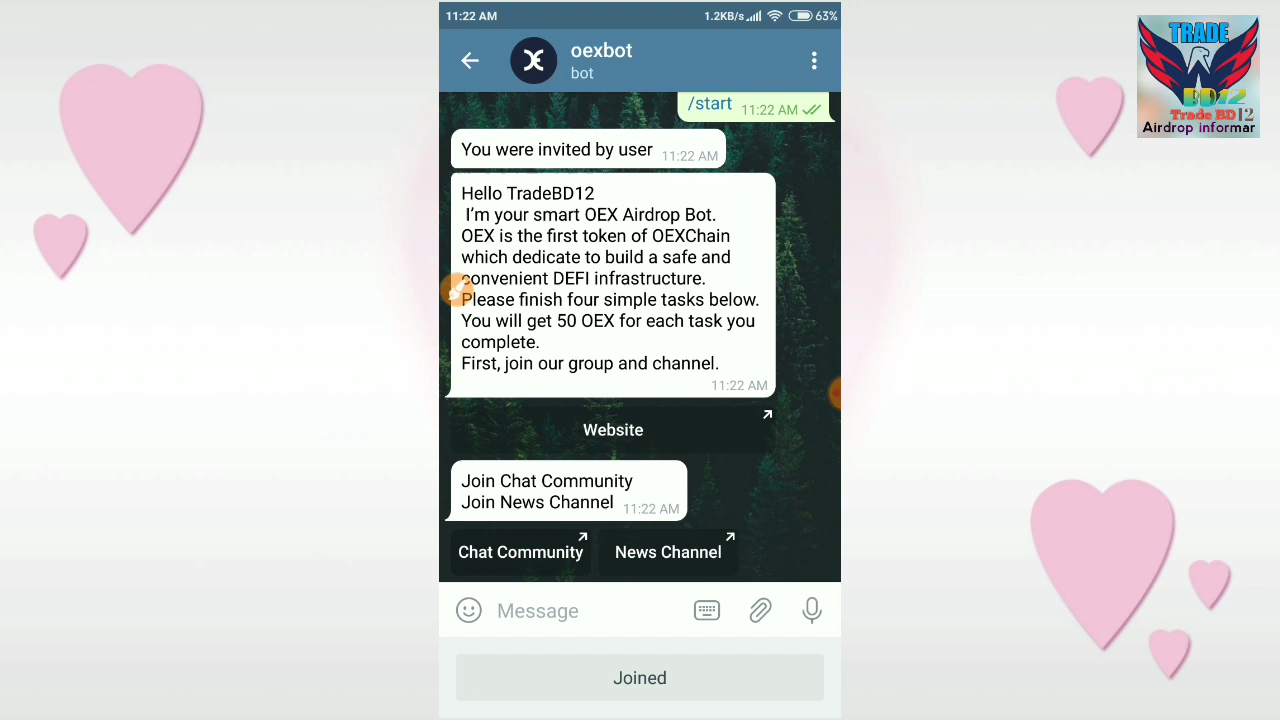 11:22 AM 1.2KB/s 63%
oexbot
bot
/start 11:22 AM
You were invited by user 11:22 AM
Hello TradeBD12
I'm your smart OEX Airdrop Bot.
OEX is the first token of OEXChain
which dedicate to build a safe and
convenient DEFI infrastructure.
Please finish four simple tasks below.
You will get 50 OEX for each task you
complete.
First, join our group and channel.
11:22 AM
Website
Join Chat Community
Join News Channel 11:22 AM
Chat Community News Channel
Message
Joined
TRADE
BD12
Trade BD12
Airdrop informar